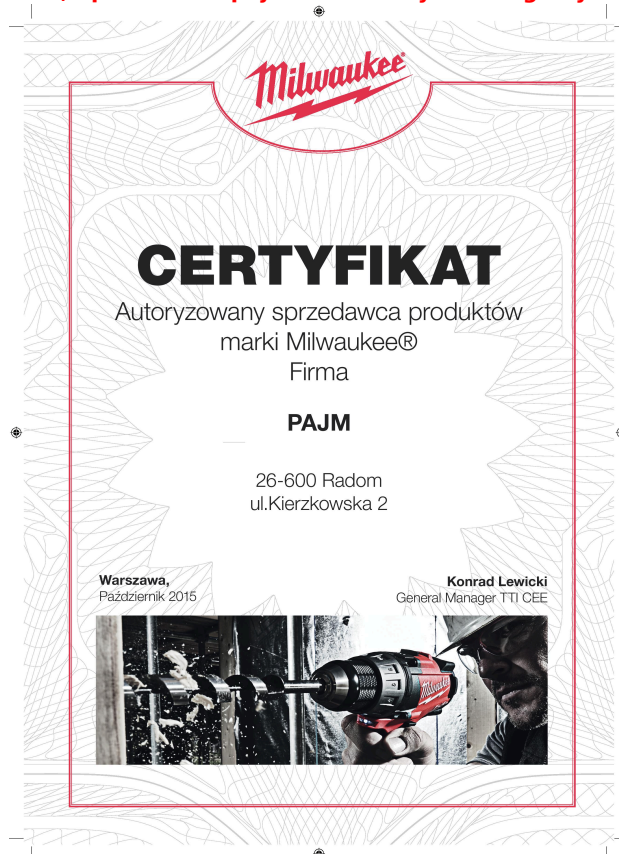 Milwaukee®
CERTYFIKAT
Autoryzowany sprzedawca produktów
marki Milwaukee®
Firma
PAJM
26-600 Radom
ul.Kierzkowska 2
Warszawa,
Październik 2015
Konrad Lewicki
General Manager TTI CEE
Milwaukee